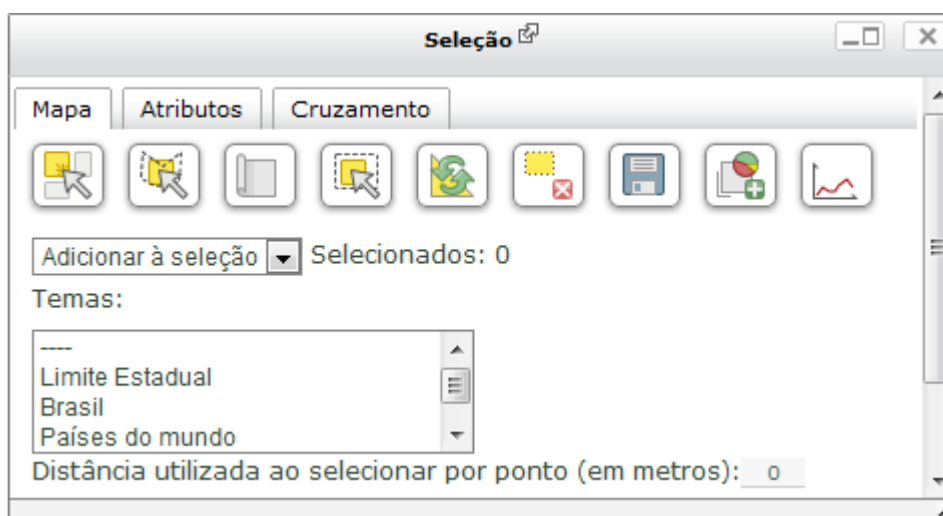 Seleção
Mapa Atributos Cruzamento
Adicionar à seleção Selecionados: 0
Temas:
----
Limite Estadual
Brasil
Países do mundo
Distância utilizada ao selecionar por ponto (em metros): 0